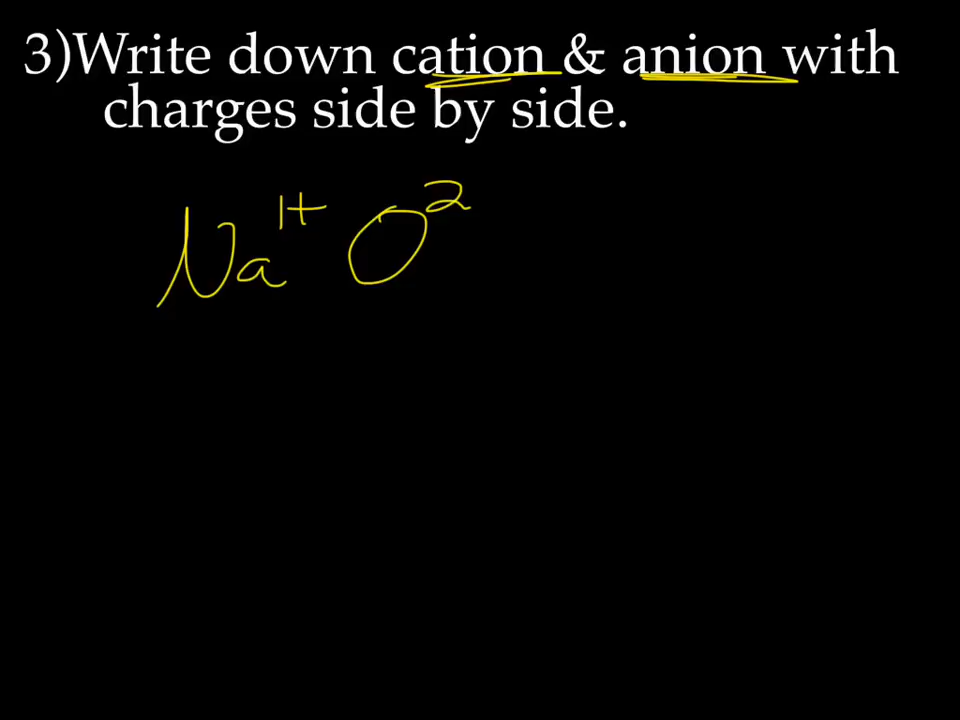 3)Write down cation & anion with
charges side by side.
Na¹⁺ O²